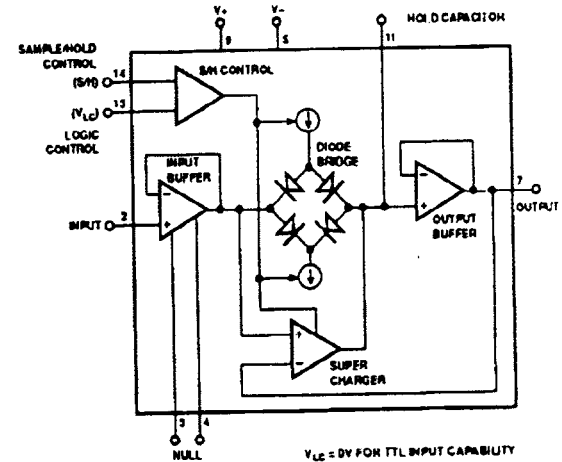 V+
V-
HOLD CAPACITOR
9
5
11
SAMPLE/HOLD
CONTROL
14
(S/H)
S/H CONTROL
13
(VLC)
LOGIC
CONTROL
DIODE
BRIDGE
INPUT
BUFFER
-
+
INPUT
2
-
+
7
OUTPUT
OUTPUT
BUFFER
+
-
SUPER
CHARGER
3
4
NULL
VLC = 0V FOR TTL INPUT CAPABILITY